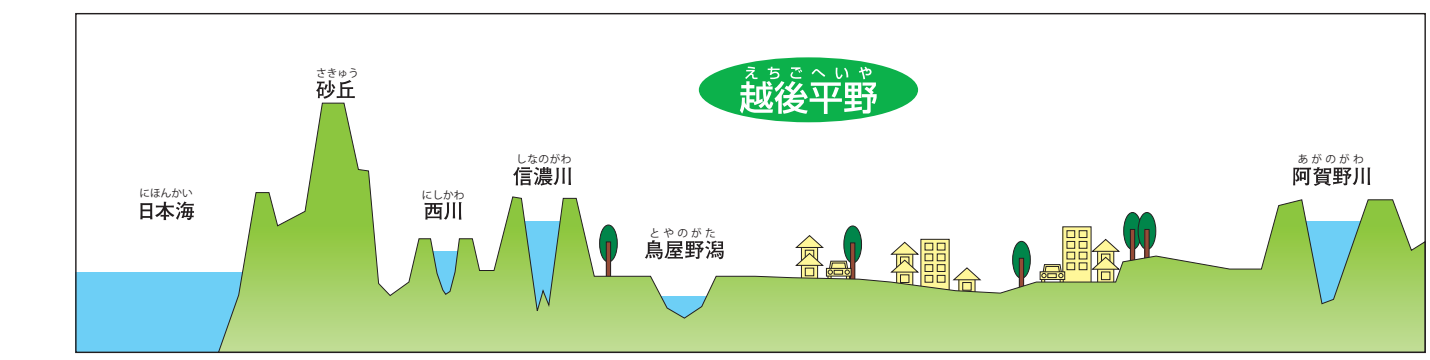 えちごへいや
越後平野
さきゅう
砂丘
にほんかい
日本海
にしかわ
西川
しなのがわ
信濃川
とやのがた
鳥屋野潟
あがのがわ
阿賀野川